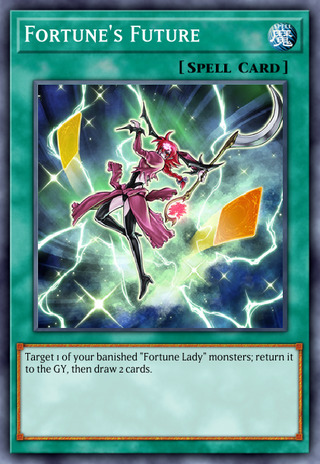 Fortune's Future
[Spell Card]
Target 1 of your banished "Fortune Lady" monsters; return it
to the GY, then draw 2 cards.